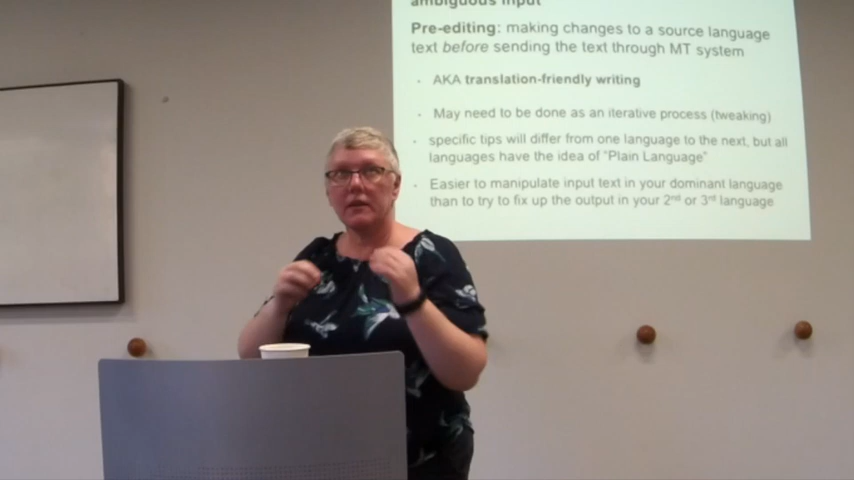 ambiguous input
Pre-editing: making changes to a source language
text before sending the text through MT system
· AKA translation-friendly writing
· May need to be done as an iterative process (tweaking)
· specific tips will differ from one language to the next, but all
languages have the idea of "Plain Language"
· Easier to manipulate input text in your dominant language
than to try to fix up the output in your 2nd or 3rd language